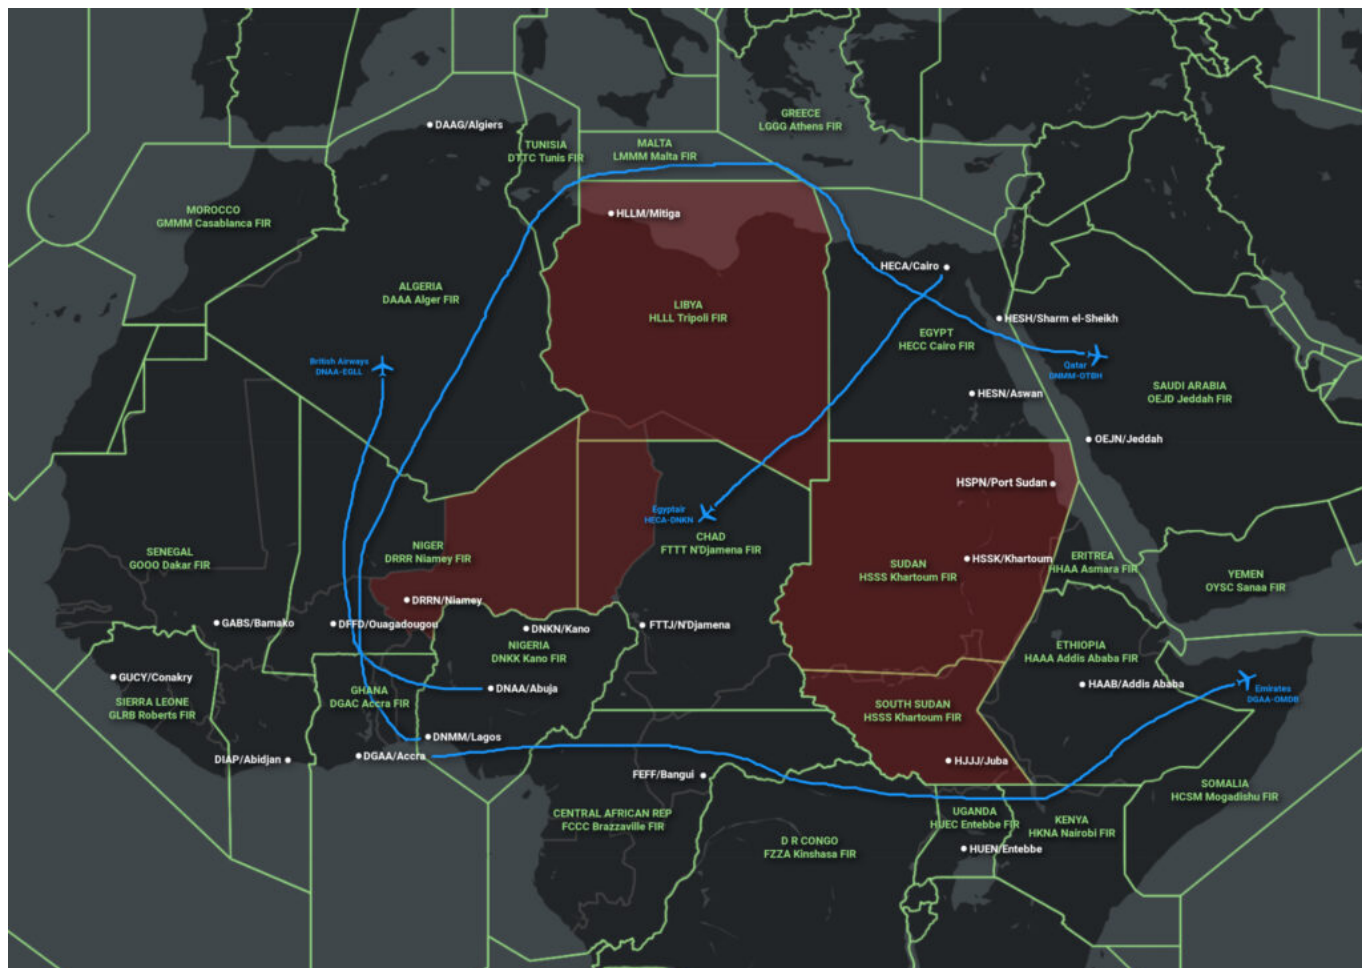 DAAG/Algiers
GREECE
LGGG Athens FIR
TUNISIA
DTTC Tunis FIR
MALTA
LMMM Malta FIR
MOROCCO
GMMM Casablanca FIR
HLLM/Mitiga
HECA/Cairo
ALGERIA
DAAA Alger FIR
LIBYA
HLLL Tripoli FIR
HESH/Sharm el-Sheikh
EGYPT
HECC Cairo FIR
British Airways
DNAA-EGLL
Qatar
DNMM-OTBH
SAUDI ARABIA
OEJD Jeddah FIR
HESN/Aswan
OEJN/Jeddah
HSPN/Port Sudan
Egyptair
HECA-DNKN
CHAD
FTTT N'Djamena FIR
NIGER
DRRR Niamey FIR
SENEGAL
GOOO Dakar FIR
SUDAN
HSSS Khartoum FIR
HSSK/Khartoum
ERITREA
HHAA Asmara FIR
YEMEN
OYSC Sanaa FIR
DRRN/Niamey
GABS/Bamako
DFFD/Ouagadougou
DNKN/Kano
FTTJ/N'Djamena
NIGERIA
DNKK Kano FIR
ETHIOPIA
HAAA Addis Ababa FIR
GUCY/Conakry
SIERRA LEONE
GLRB Roberts FIR
GHANA
DGAC Accra FIR
DNAA/Abuja
HAAB/Addis Ababa
Emirates
DGAA-OMDB
SOUTH SUDAN
HSSS Khartoum FIR
DNMM/Lagos
DIAP/Abidjan
DGAA/Accra
HJJJ/Juba
FEFF/Bangui
SOMALIA
HCSM Mogadishu FIR
CENTRAL AFRICAN REP
FCCC Brazzaville FIR
UGANDA
HUEC Entebbe FIR
KENYA
HKNA Nairobi FIR
D R CONGO
FZZA Kinshasa FIR
HUEN/Entebbe